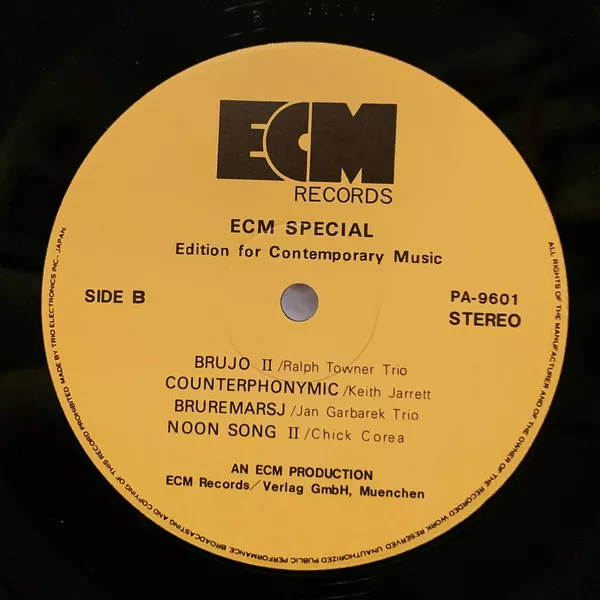 ECM
RECORDS
ECM SPECIAL
Edition for Contemporary Music
SIDE B
PA-9601
STEREO
BRUJO II/Ralph Towner Trio
COUNTERPHONYMIC/Keith Jarrett
BRUREMARSJ/Jan Garbarek Trio
NOON SONG II/Chick Corea
AN ECM PRODUCTION
ECM Records/Verlag GmbH, Muenchen
ALL RIGHTS OF THE MANUFACTURER AND OF THE OWNER OF THE RECORDED WORK RESERVED UNAUTHORIZED PUBLIC PERFORMANCE BROADCASTING AND COPYING OF THIS RECORD PROHIBITED MADE BY TRIO ELECTRONICS INC-JAPAN